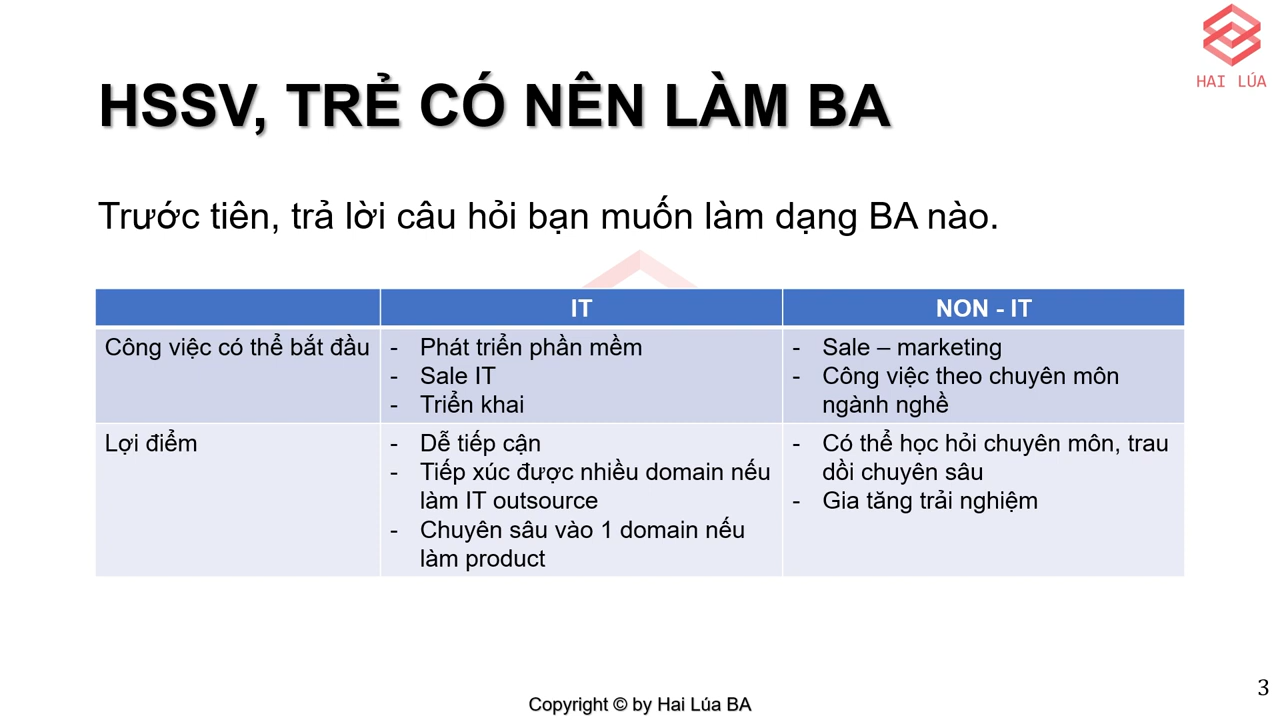 HAI LÚA
HSSV, TRẺ CÓ NÊN LÀM BA
Trước tiên, trả lời câu hỏi bạn muốn làm dạng BA nào.
IT
NON - IT
Công việc có thể bắt đầu
- Phát triển phần mềm
- Sale IT
- Triển khai
- Sale – marketing
- Công việc theo chuyên môn
ngành nghề
Lợi điểm
- Dễ tiếp cận
- Tiếp xúc được nhiều domain nếu
làm IT outsource
- Chuyên sâu vào 1 domain nếu
làm product
- Có thể học hỏi chuyên môn, trau
dồi chuyên sâu
- Gia tăng trải nghiệm
Copyright © by Hai Lúa BA
3